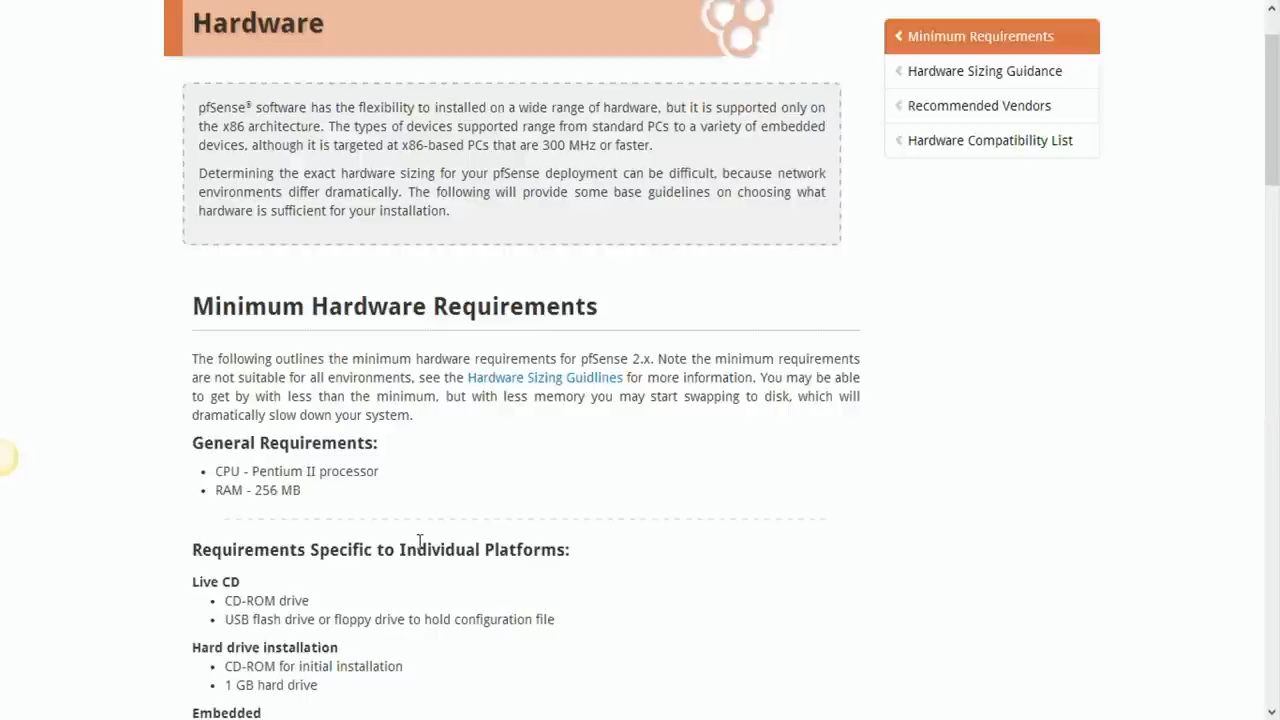 Hardware
Minimum Requirements
Hardware Sizing Guidance
Recommended Vendors
Hardware Compatibility List
pfSense® software has the flexibility to installed on a wide range of hardware, but it is supported only on
the x86 architecture. The types of devices supported range from standard PCs to a variety of embedded
devices, although it is targeted at x86-based PCs that are 300 MHz or faster.
Determining the exact hardware sizing for your pfSense deployment can be difficult, because network
environments differ dramatically. The following will provide some base guidelines on choosing what
hardware is sufficient for your installation.
Minimum Hardware Requirements
The following outlines the minimum hardware requirements for pfSense 2.x. Note the minimum requirements
are not suitable for all environments, see the Hardware Sizing Guidlines for more information. You may be able
to get by with less than the minimum, but with less memory you may start swapping to disk, which will
dramatically slow down your system.
General Requirements:
• CPU - Pentium II processor
• RAM - 256 MB
Requirements Specific to Individual Platforms:
Live CD
• CD-ROM drive
• USB flash drive or floppy drive to hold configuration file
Hard drive installation
• CD-ROM for initial installation
• 1 GB hard drive
Embedded